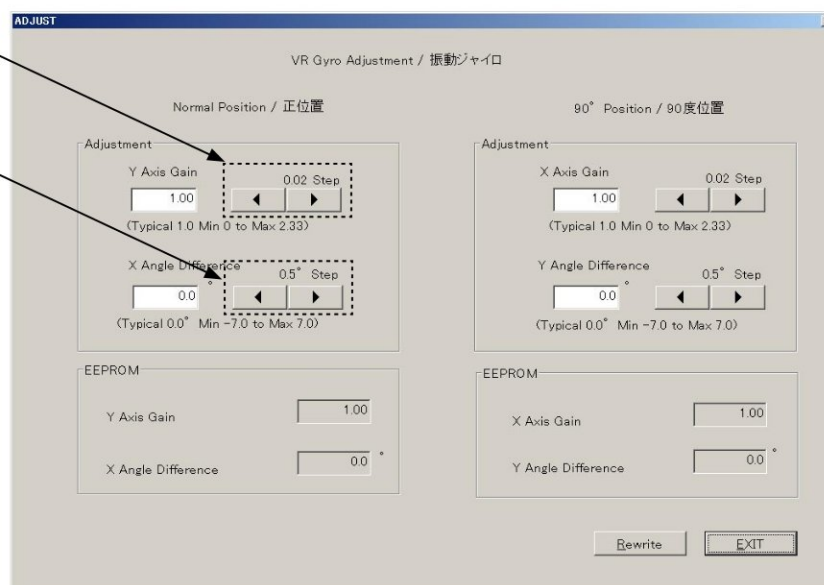 ADJUST
VR Gyro Adjustment / 振動ジャイロ
Normal Position / 正位置
Adjustment
Y Axis Gain
0.02 Step
1.00
(Typical 1.0 Min 0 to Max 2.33)
X Angle Difference
0.5° Step
0.0 °
(Typical 0.0° Min -7.0 to Max 7.0)
EEPROM
Y Axis Gain 1.00
X Angle Difference 0.0 °
90° Position / 90度位置
Adjustment
X Axis Gain
0.02 Step
1.00
(Typical 1.0 Min 0 to Max 2.33)
Y Angle Difference
0.5° Step
0.0 °
(Typical 0.0° Min -7.0 to Max 7.0)
EEPROM
X Axis Gain 1.00
Y Angle Difference 0.0 °
Rewrite EXIT